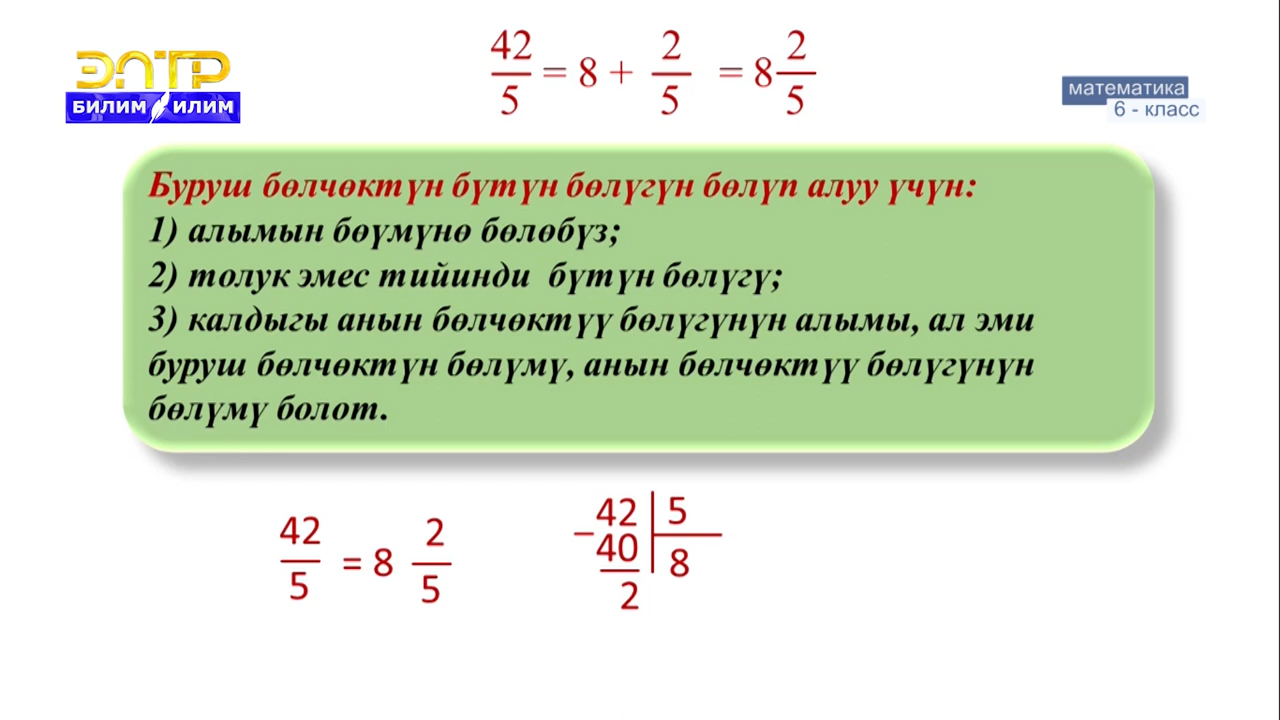 42/5 = 8 + 2/5 = 8 2/5
ЭЛТР
БИЛИМ ИЛИМ
математика
6 - класс
Буруш бөлчөктүн бүтүн бөлүгүн бөлүп алуу үчүн:
1) алымын бөүмүнө бөлөбүз;
2) толук эмес тийинди бүтүн бөлүгү;
3) калдыгы анын бөлчөктүү бөлүгүнүн алымы, ал эми
буруш бөлчөктүн бөлүмү, анын бөлчөктүү бөлүгүнүн
бөлүмү болот.
42/5 = 8 2/5
42 | 5
- 40 | 8
2